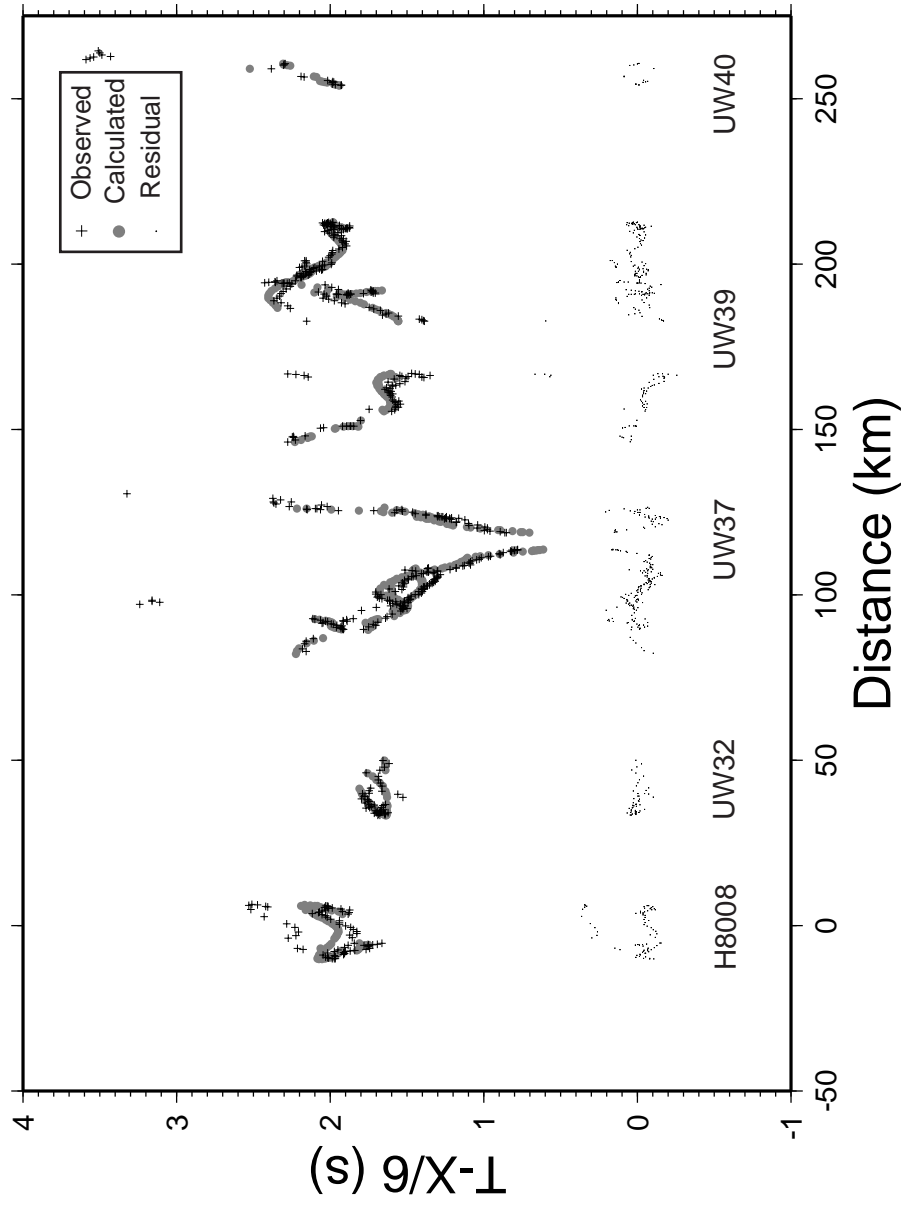 Observed
Calculated
Residual
4
3
2
1
0
-1
T-X/6 (s)
H8008
UW32
UW37
UW39
UW40
-50
0
50
100
150
200
250
Distance (km)